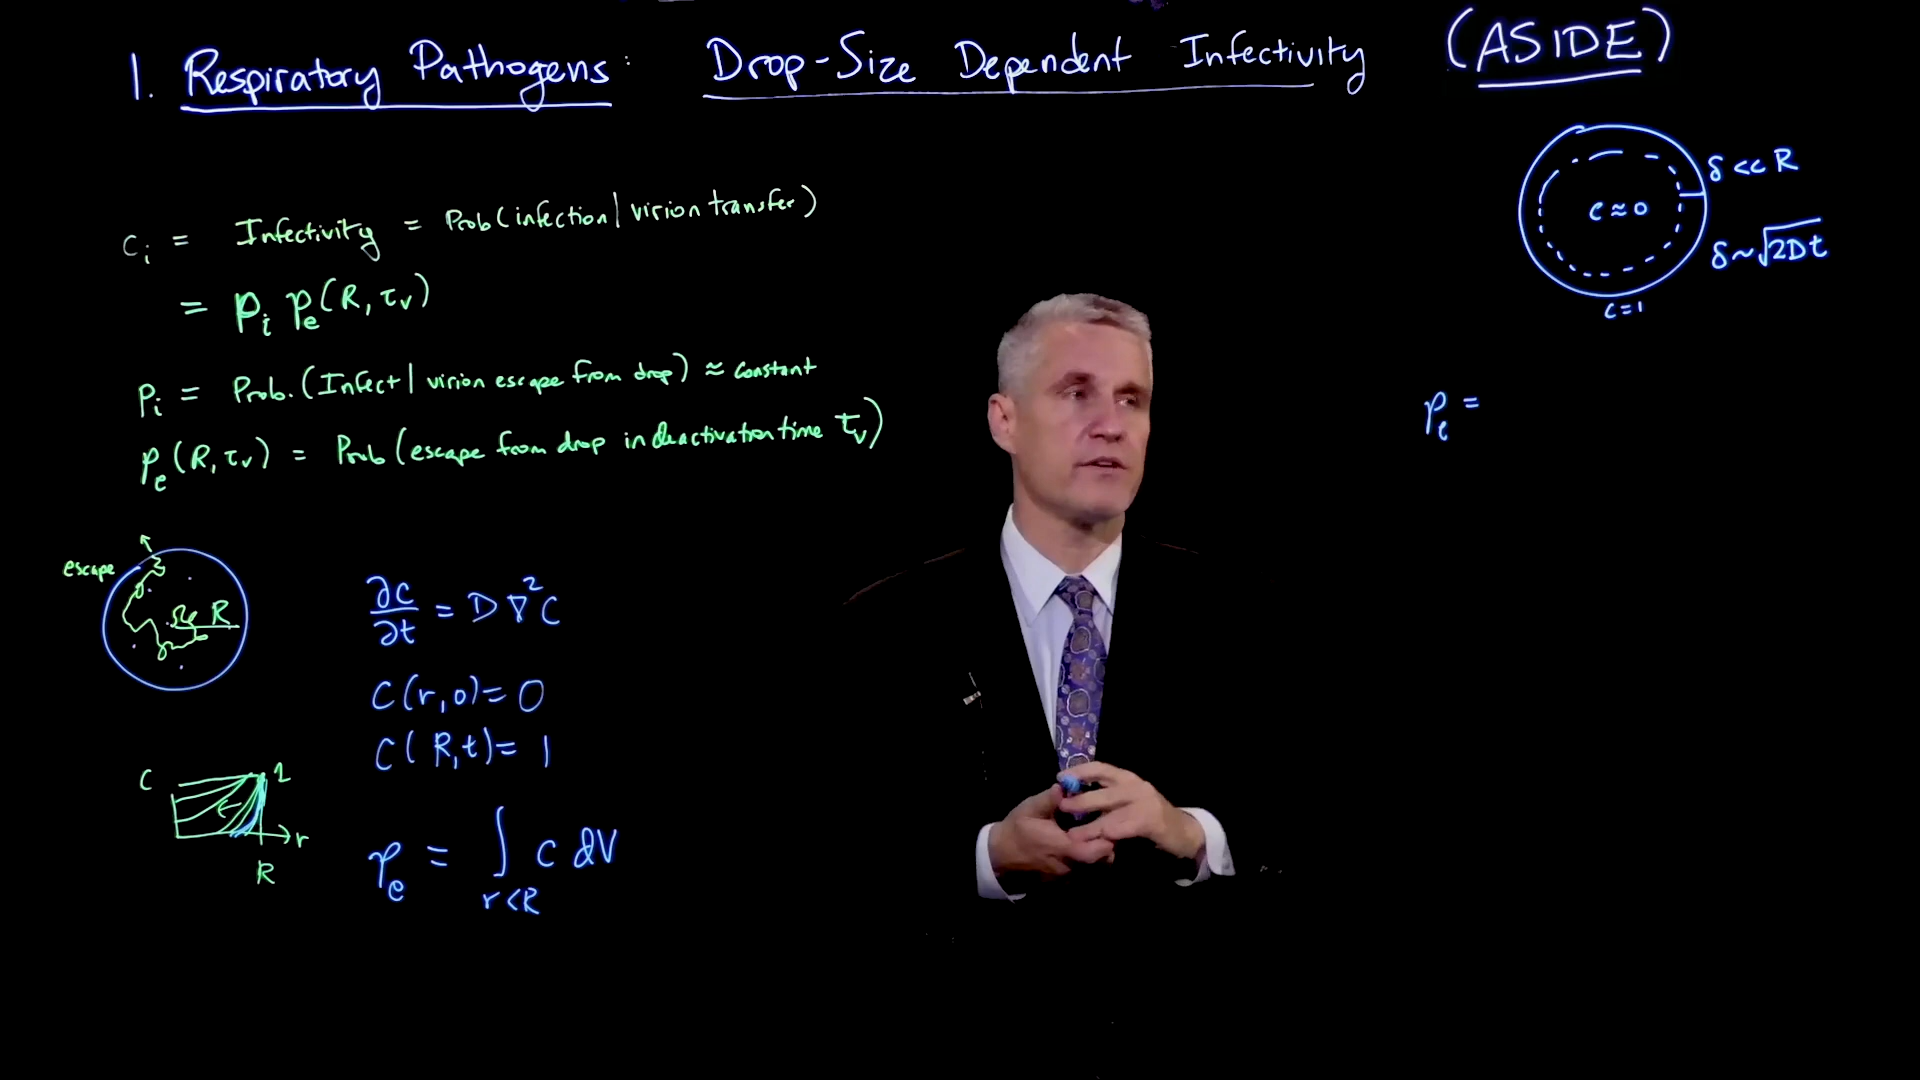 1. Respiratory Pathogens: Drop-Size Dependent Infectivity (ASIDE)
c_i = Infectivity = Prob(infection | virion transfer)
= p_i p_e(R, τ_v)
p_i = Prob. (Infect | virion escape from drop) ≈ constant
p_e(R, τ_v) = Prob (escape from drop in deactivation time τ_v)
escape
R
∂c/∂t = D ∇²c
C(r,0) = 0
C(R,t) = 1
C
1
t
r
R
p_e = ∫_{r<R} c dV
δ << R
c ≈ 0
δ ~ √2Dt
c=1
p_e =